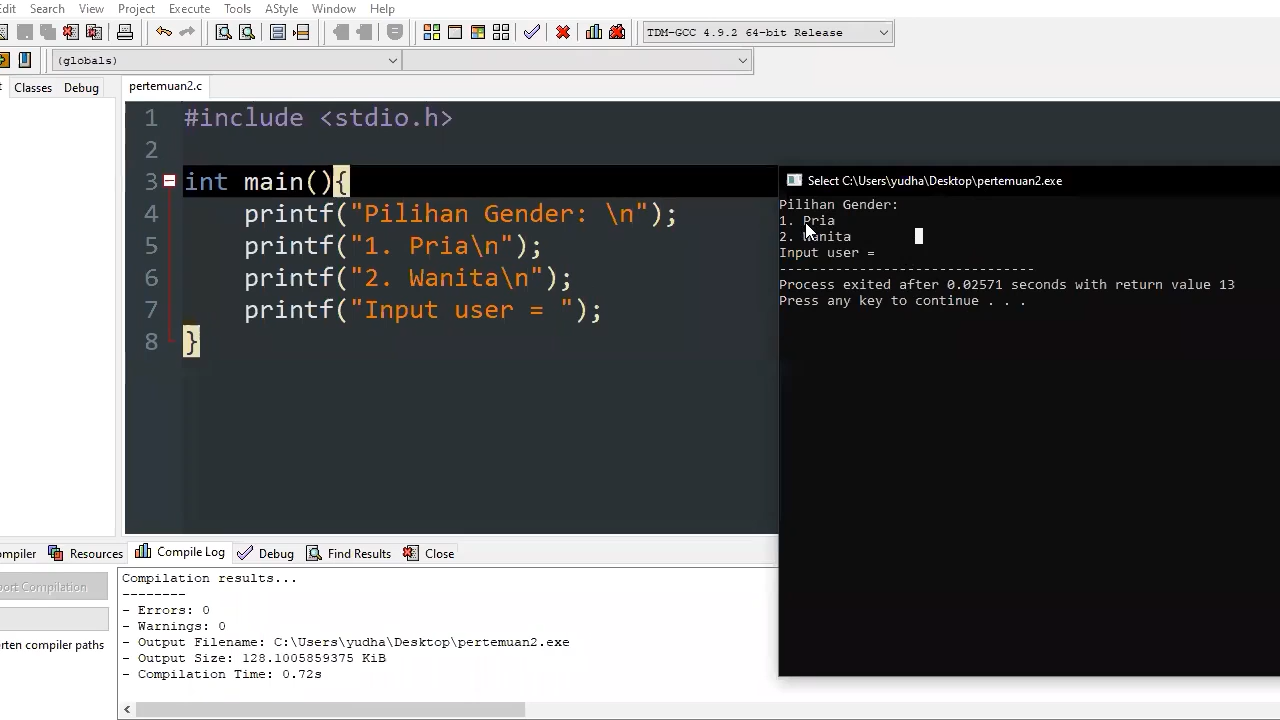 Edit Search View Project Execute Tools AStyle Window Help
TDM-GCC 4.9.2 64-bit Release
(globals)
Classes Debug pertemuan2.c
1 #include <stdio.h>
2
3 int main(){
4 printf("Pilihan Gender: \n");
5 printf("1. Pria\n");
6 printf("2. Wanita\n");
7 printf("Input user = ");
8 }
Select C:\Users\yudha\Desktop\pertemuan2.exe
Pilihan Gender:
1. Pria
2. Wanita
Input user =
--------------------------------
Process exited after 0.02571 seconds with return value 13
Press any key to continue . . .
ompiler Resources Compile Log Debug Find Results Close
ort Compilation
rten compiler paths
Compilation results...
--------
- Errors: 0
- Warnings: 0
- Output Filename: C:\Users\yudha\Desktop\pertemuan2.exe
- Output Size: 128.1005859375 KiB
- Compilation Time: 0.72s